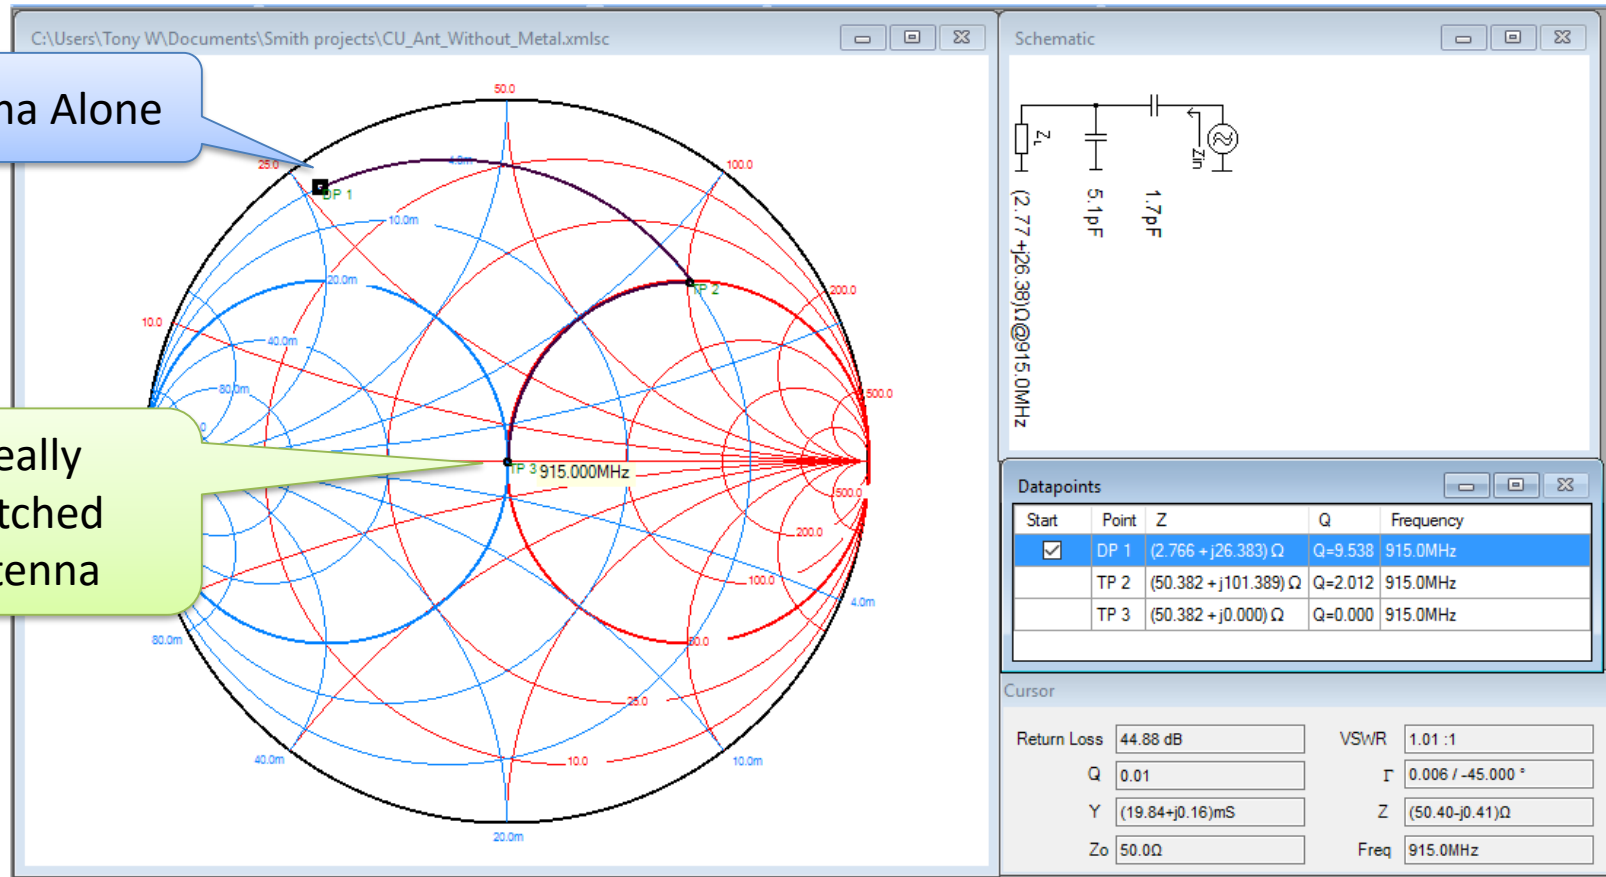 C:\Users\Tony W\Documents\Smith projects\CU_Ant_Without_Metal.xmlsc
na Alone
eally
tched
tenna
50.0
25.0
4.0m
100.0
DP 1
10.0m
20.0m
TP 2
200.0
10.0
40.0m
80.0m
500.0
TP 3
915.000MHz
500.0
200.0
100.0
4.0m
80.0m
50.0
25.0
40.0m
10.0
10.0m
20.0m
Schematic
ZL
Zin
(2.77 +j26.38)Ω@915.0MHz
5.1pF
1.7pF
Datapoints
Start Point Z Q Frequency
DP 1 (2.766 + j26.383) Ω Q=9.538 915.0MHz
TP 2 (50.382 + j101.389) Ω Q=2.012 915.0MHz
TP 3 (50.382 + j0.000) Ω Q=0.000 915.0MHz
Cursor
Return Loss 44.88 dB VSWR 1.01 :1
Q 0.01 Γ 0.006 / -45.000 °
Y (19.84+j0.16)mS Z (50.40-j0.41)Ω
Zo 50.0Ω Freq 915.0MHz